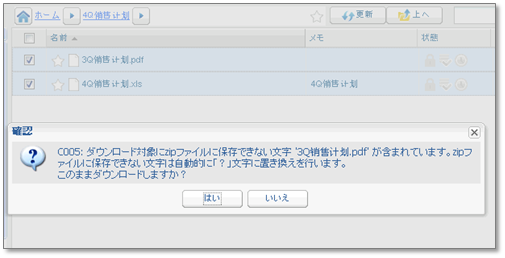 ホーム 4Q销售计划 更新 上へ
名前 メモ 状態
3Q销售计划.pdf
4Q销售计划.xls 4Q销售计划
確認
C005: ダウンロード対象にzipファイルに保存できない文字 '3Q销售计划.pdf' が含まれています。zipフ
ァイルに保存できない文字は自動的に「？」文字に置き換えを行います。
このままダウンロードしますか？
はい いいえ